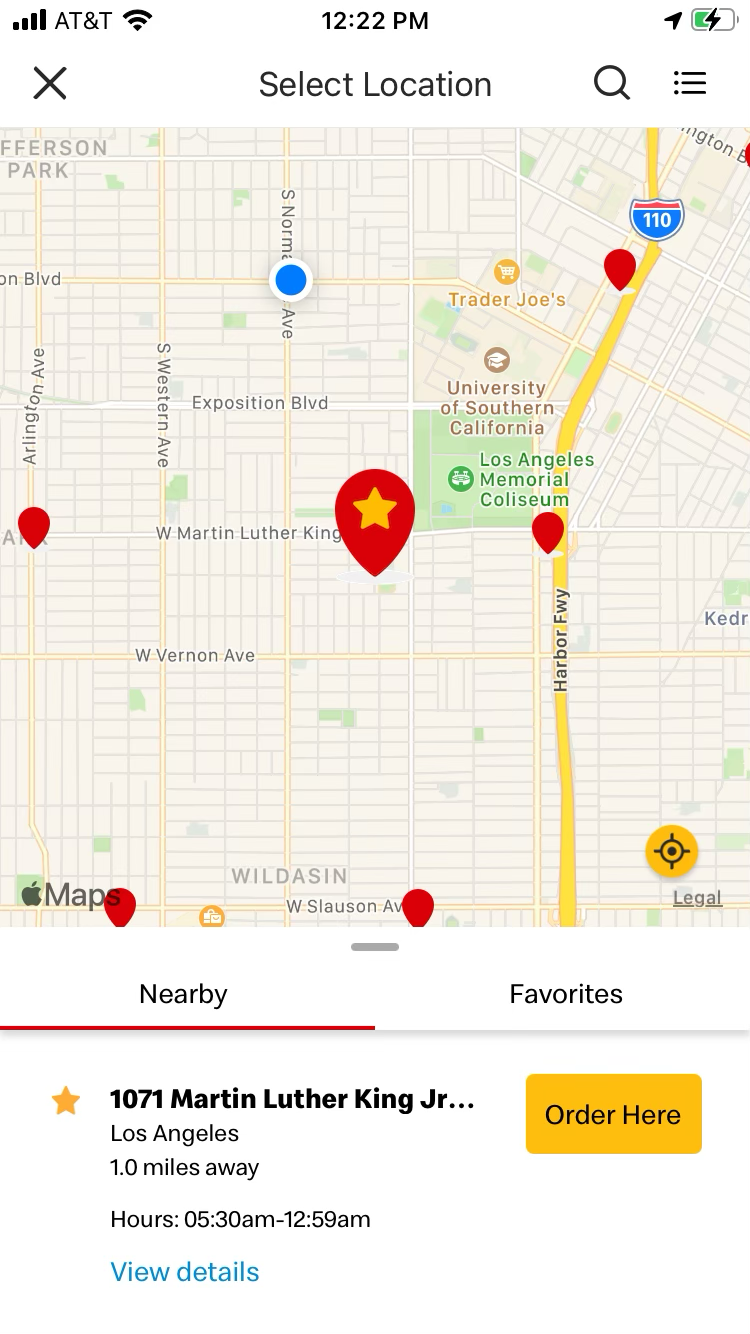 AT&T
12:22 PM
Select Location
FFERSON
PARK
ngton B
110
S Norma
Ave
on Blvd
Trader Joe's
Arlington Ave
S Western Ave
University
of Southern
California
Exposition Blvd
Los Angeles
Memorial
Coliseum
W Martin Luther King
Harbor Fwy
Kedr
W Vernon Ave
WILDASIN
Maps
W Slauson Av
Legal
Nearby
Favorites
1071 Martin Luther King Jr...
Order Here
Los Angeles
1.0 miles away
Hours: 05:30am-12:59am
View details